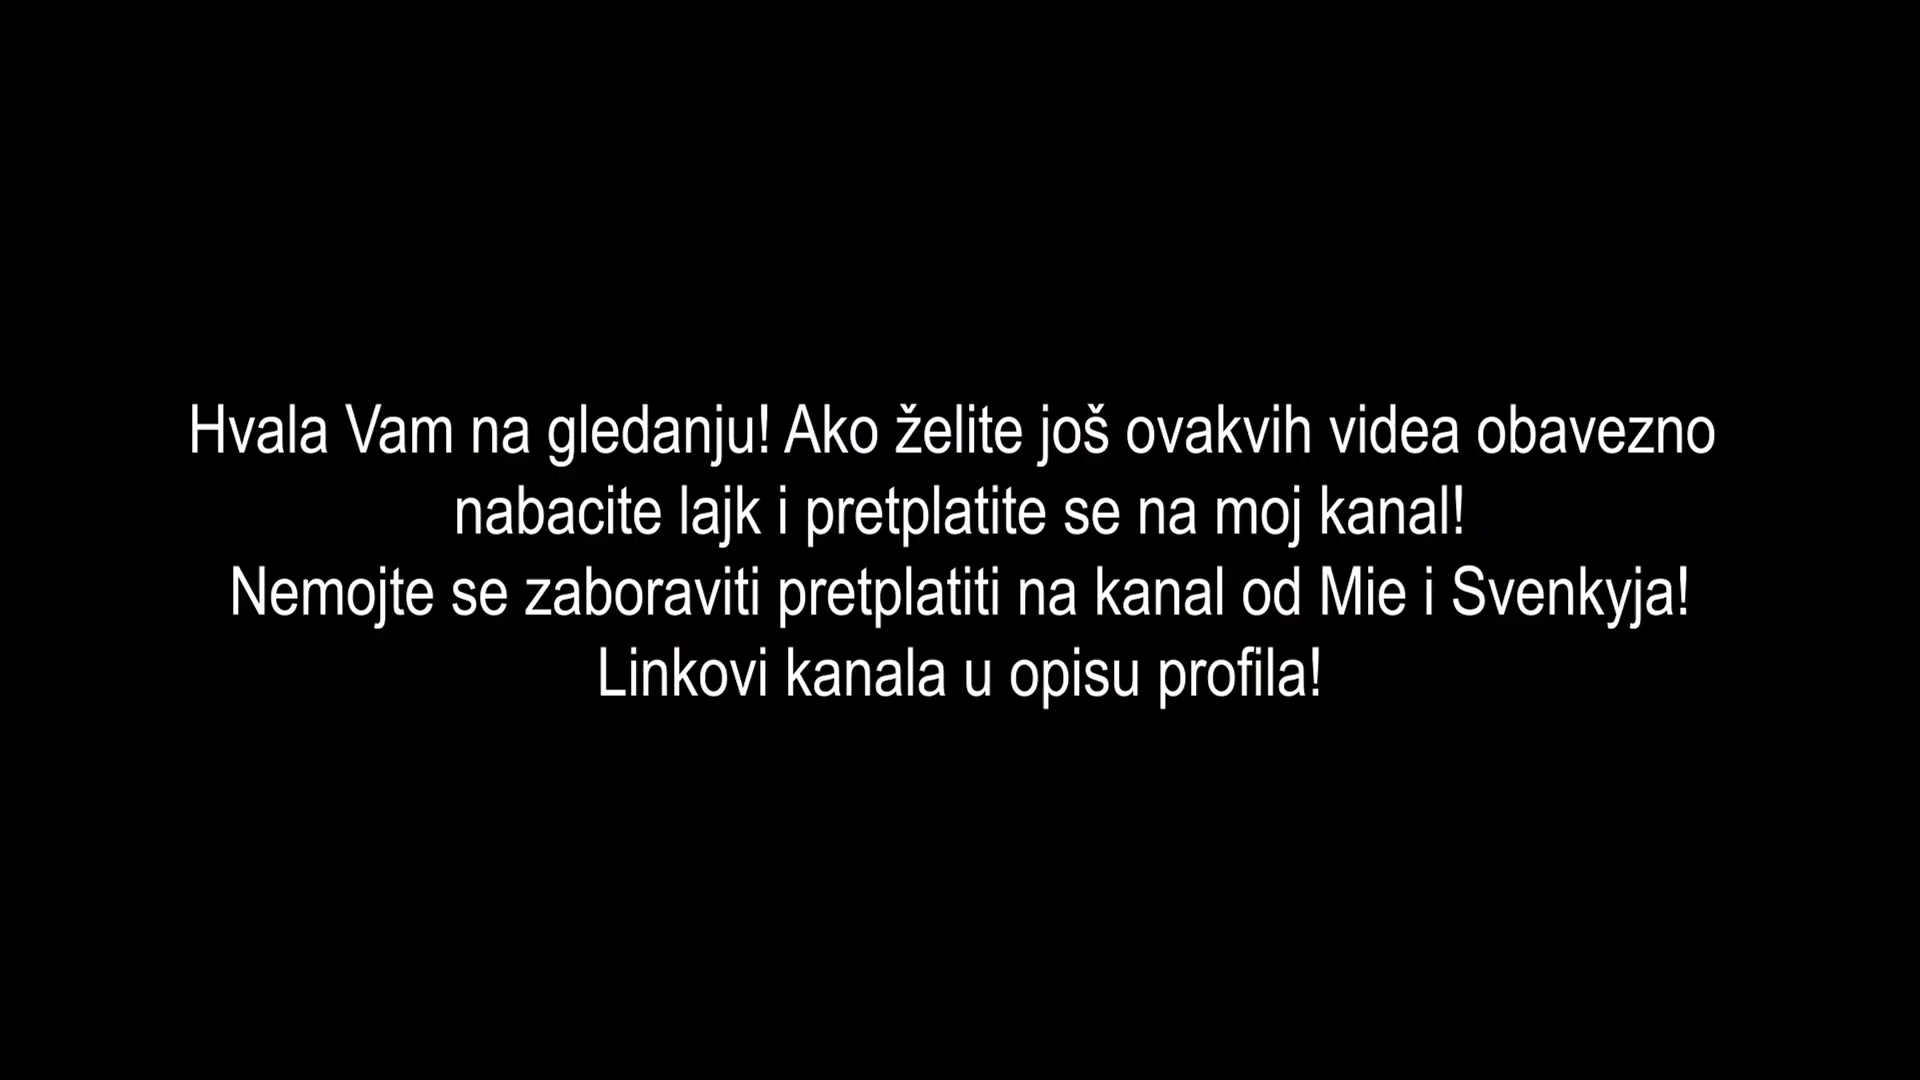 Hvala Vam na gledanju! Ako želite još ovakvih videa obavezno
nabacite lajk i pretplatite se na moj kanal!
Nemojte se zaboraviti pretplatiti na kanal od Mie i Svenkyja!
Linkovi kanala u opisu profila!